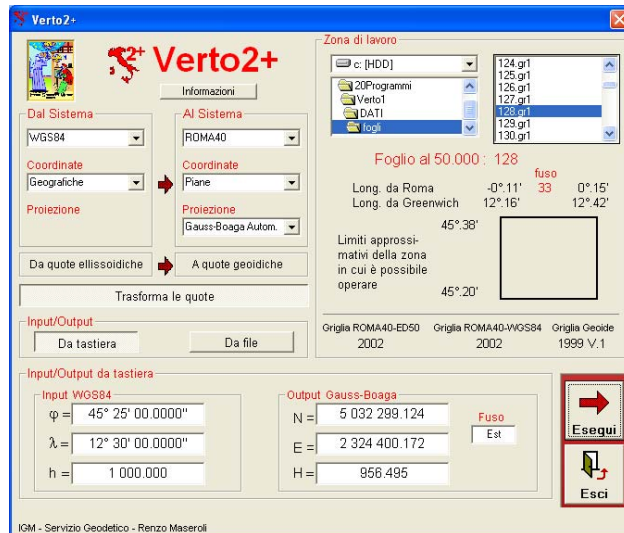 Verto2+
2+ Verto2+
Informazioni
Dal Sistema
WGS84
Coordinate
Geografiche
Proiezione
Al Sistema
ROMA40
Coordinate
Piane
Proiezione
Gauss-Boaga Autom.
Da quote ellissoidiche
A quote geoidiche
Trasforma le quote
Input/Output
Da tastiera
Da file
Zona di lavoro
c: [HDD]
20Programmi
Verto1
DATI
fogli
124.gr1
125.gr1
126.gr1
127.gr1
128.gr1
129.gr1
130.gr1
Foglio al 50.000 : 128
fuso
Long. da Roma -0°.11' 33 0°.15'
Long. da Greenwich 12°.16' 12°.42'
45°.38'
Limiti approssi-
mativi della zona
in cui è possibile
operare
45°.20'
Griglia ROMA40-ED50 Griglia ROMA40-WGS84 Griglia Geoide
2002 2002 1999 V.1
Input/Output da tastiera
Input WGS84
φ = 45° 25' 00.0000"
λ = 12° 30' 00.0000"
h = 1 000.000
Output Gauss-Boaga
N = 5 032 299.124
E = 2 324 400.172
H = 956.495
Fuso
Est
Esegui
Esci
IGM - Servizio Geodetico - Renzo Maseroli